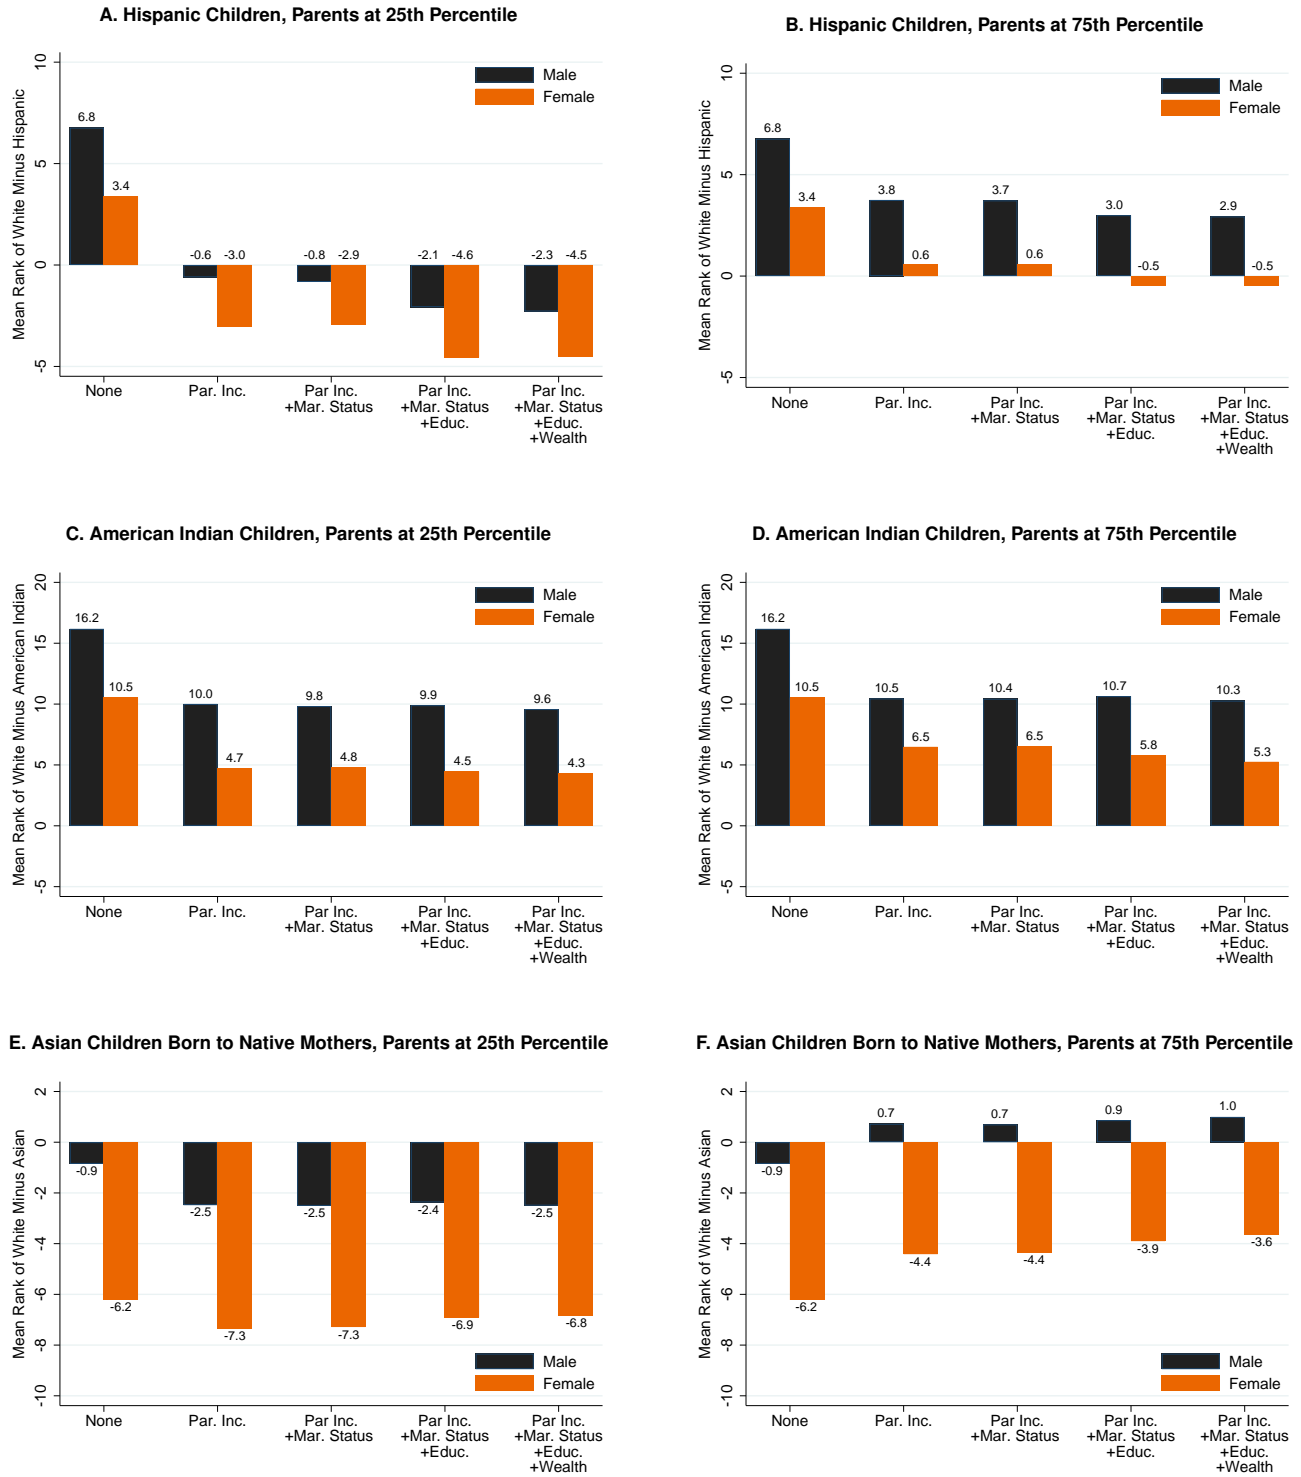 A. Hispanic Children, Parents at 25th Percentile
Mean Rank of White Minus Hispanic
10
5
0
-5
Male
Female
6.8
3.4
-0.6 -3.0
-0.8 -2.9
-2.1 -4.6
-2.3 -4.5
None
Par. Inc.
Par Inc.
+Mar. Status
Par Inc.
+Mar. Status
+Educ.
Par Inc.
+Mar. Status
+Educ.
+Wealth
B. Hispanic Children, Parents at 75th Percentile
Mean Rank of White Minus Hispanic
10
5
0
-5
Male
Female
6.8
3.4
3.8
0.6
3.7
0.6
3.0
-0.5
2.9
-0.5
None
Par. Inc.
Par Inc.
+Mar. Status
Par Inc.
+Mar. Status
+Educ.
Par Inc.
+Mar. Status
+Educ.
+Wealth
C. American Indian Children, Parents at 25th Percentile
Mean Rank of White Minus American Indian
20
15
10
5
0
-5
Male
Female
16.2
10.5
10.0
4.7
9.8
4.8
9.9
4.5
9.6
4.3
None
Par. Inc.
Par Inc.
+Mar. Status
Par Inc.
+Mar. Status
+Educ.
Par Inc.
+Mar. Status
+Educ.
+Wealth
D. American Indian Children, Parents at 75th Percentile
Mean Rank of White Minus American Indian
20
15
10
5
0
-5
Male
Female
16.2
10.5
10.5
6.5
10.4
6.5
10.7
5.8
10.3
5.3
None
Par. Inc.
Par Inc.
+Mar. Status
Par Inc.
+Mar. Status
+Educ.
Par Inc.
+Mar. Status
+Educ.
+Wealth
E. Asian Children Born to Native Mothers, Parents at 25th Percentile
Mean Rank of White Minus Asian
2
0
-2
-4
-6
-8
-10
-0.9
-6.2
-2.5
-7.3
-2.5
-7.3
-2.4
-6.9
-2.5
-6.8
Male
Female
None
Par. Inc.
Par Inc.
+Mar. Status
Par Inc.
+Mar. Status
+Educ.
Par Inc.
+Mar. Status
+Educ.
+Wealth
F. Asian Children Born to Native Mothers, Parents at 75th Percentile
Mean Rank of White Minus Asian
2
0
-2
-4
-6
-8
-10
-0.9
-6.2
0.7
-4.4
0.7
-4.4
0.9
-3.9
1.0
-3.6
Male
Female
None
Par. Inc.
Par Inc.
+Mar. Status
Par Inc.
+Mar. Status
+Educ.
Par Inc.
+Mar. Status
+Educ.
+Wealth